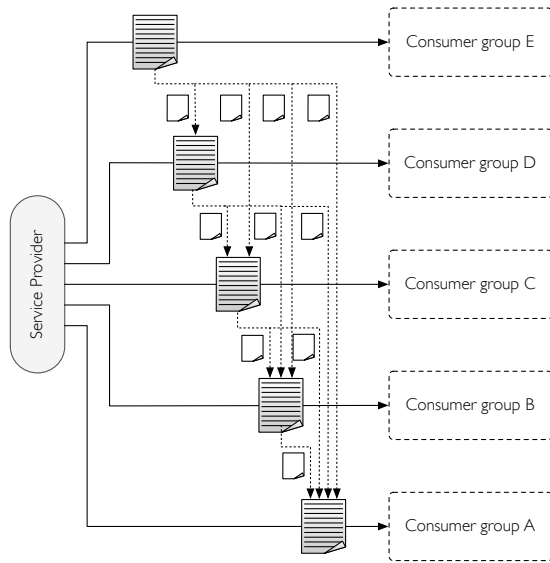 Consumer group E
Consumer group D
Service Provider
Consumer group C
Consumer group B
Consumer group A